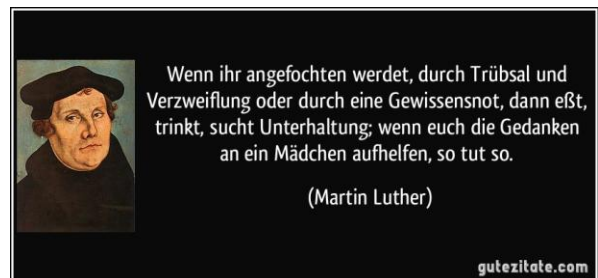 Wenn ihr angefochten werdet, durch Trübsal und
Verzweiflung oder durch eine Gewissensnot, dann eßt,
trinkt, sucht Unterhaltung; wenn euch die Gedanken
an ein Mädchen aufhelfen, so tut so.
(Martin Luther)
gutezitate.com